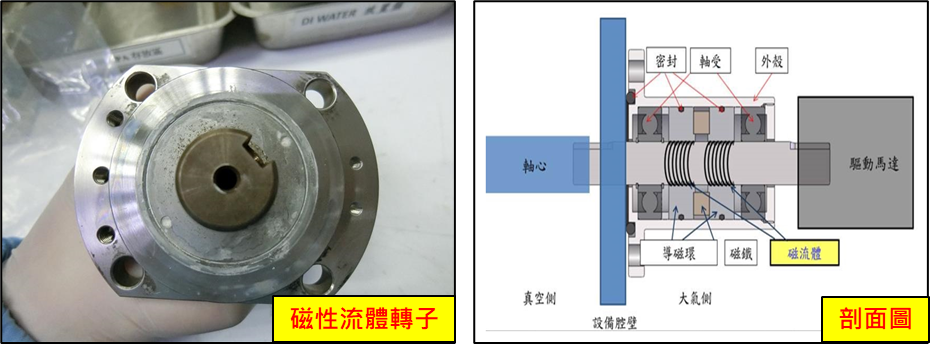 DI WATER
磁性流體轉子
密封
軸受
外殼
軸心
驅動馬達
導磁環
磁鐵
磁流體
真空側
大氣側
設備腔壁
剖面圖